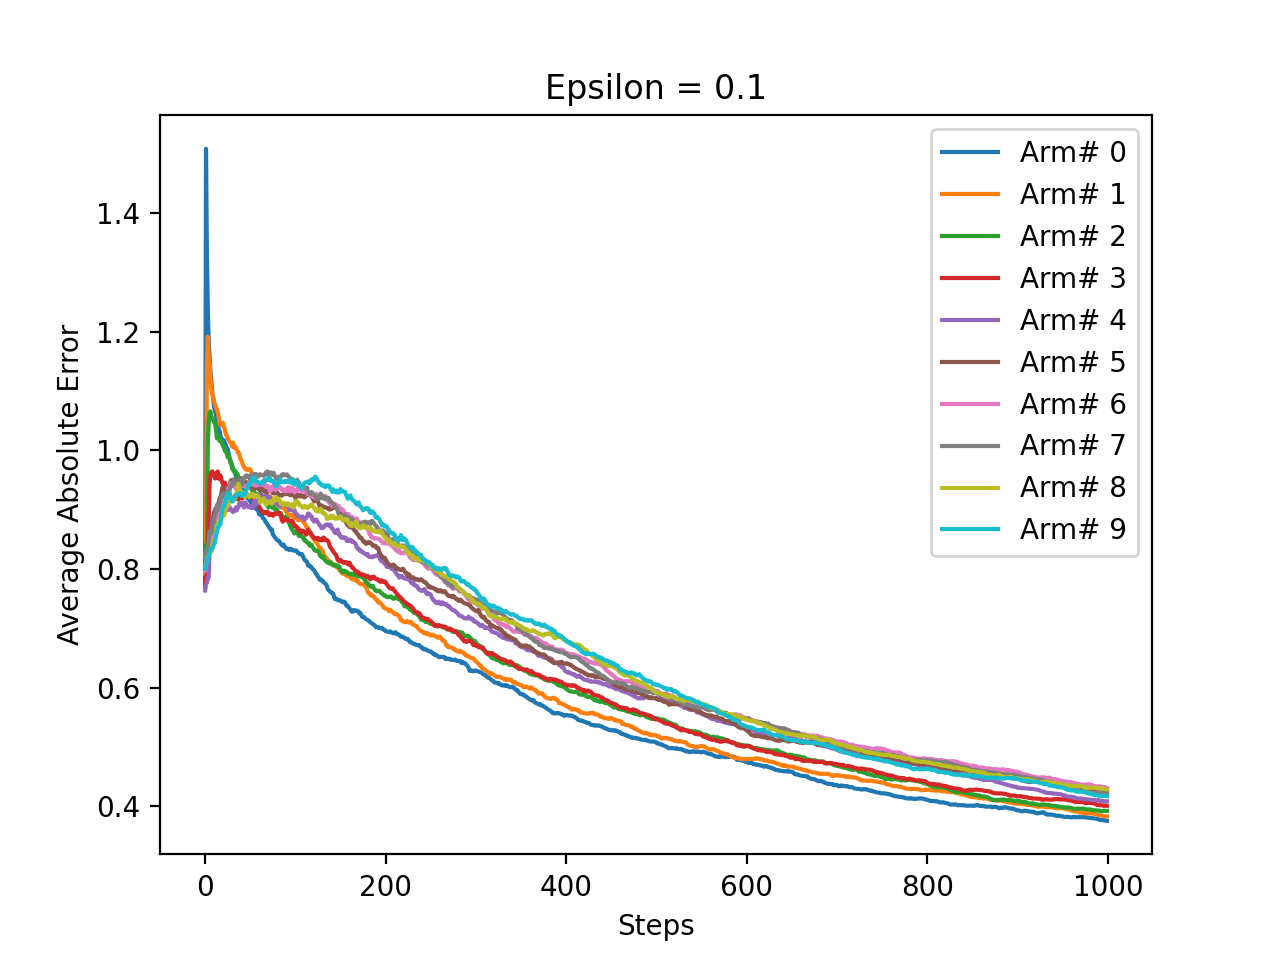 Epsilon = 0.1
Average Absolute Error
1.4
1.2
1.0
0.8
0.6
0.4
Arm# 0
Arm# 1
Arm# 2
Arm# 3
Arm# 4
Arm# 5
Arm# 6
Arm# 7
Arm# 8
Arm# 9
0 200 400 600 800 1000
Steps